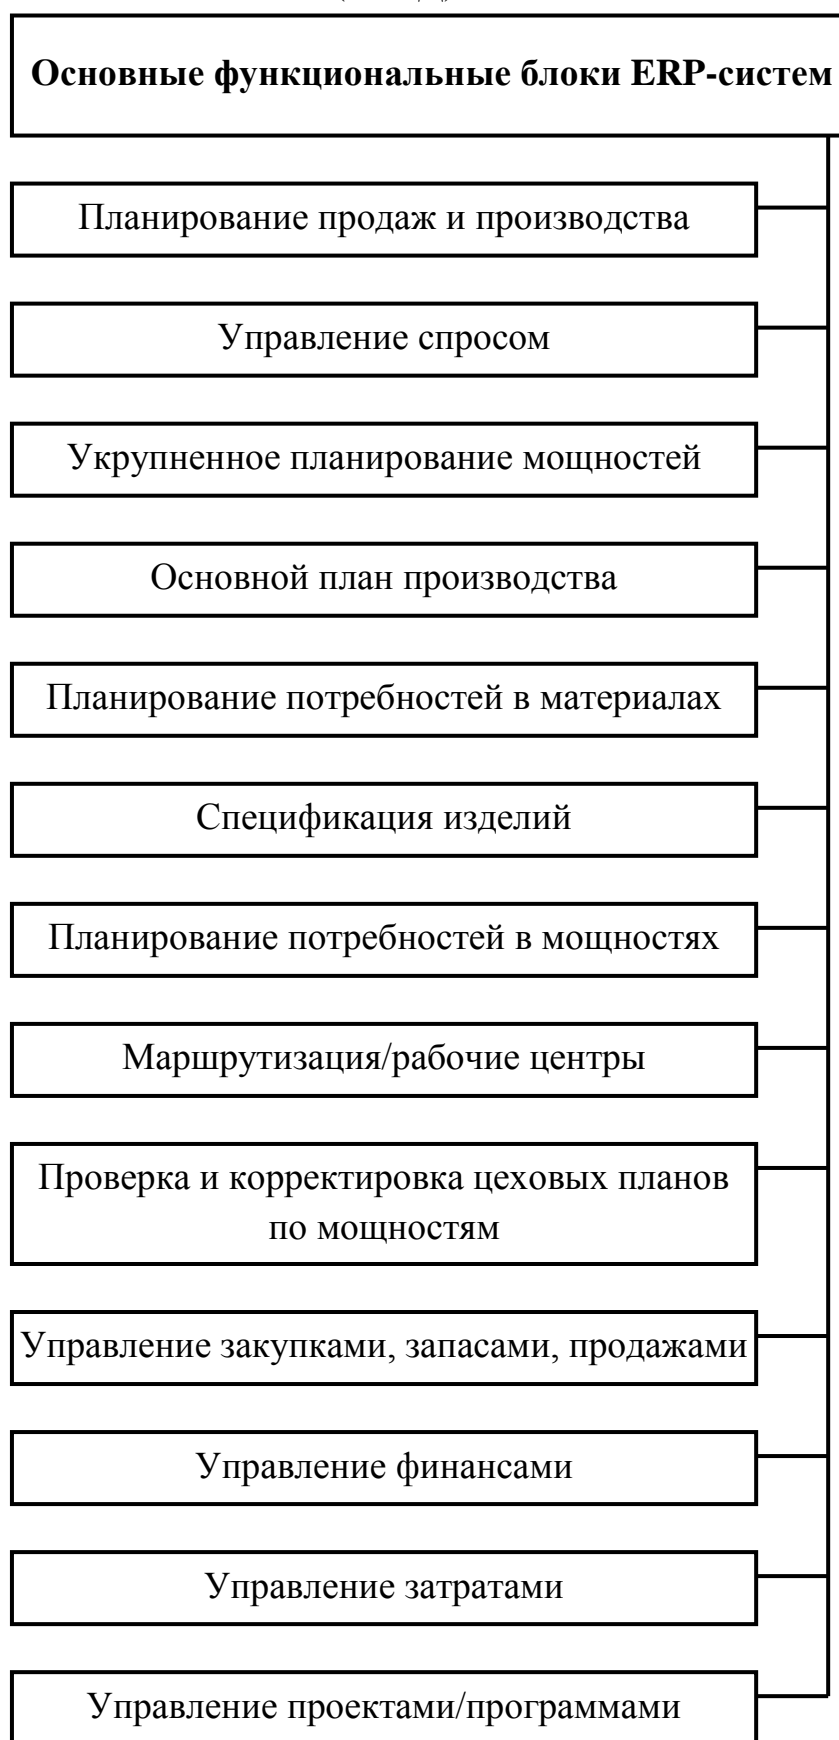 Основные функциональные блоки ERP-систем
Планирование продаж и производства
Управление спросом
Укрупненное планирование мощностей
Основной план производства
Планирование потребностей в материалах
Спецификация изделий
Планирование потребностей в мощностях
Маршрутизация/рабочие центры
Проверка и корректировка цеховых планов
по мощностям
Управление закупками, запасами, продажами
Управление финансами
Управление затратами
Управление проектами/программами